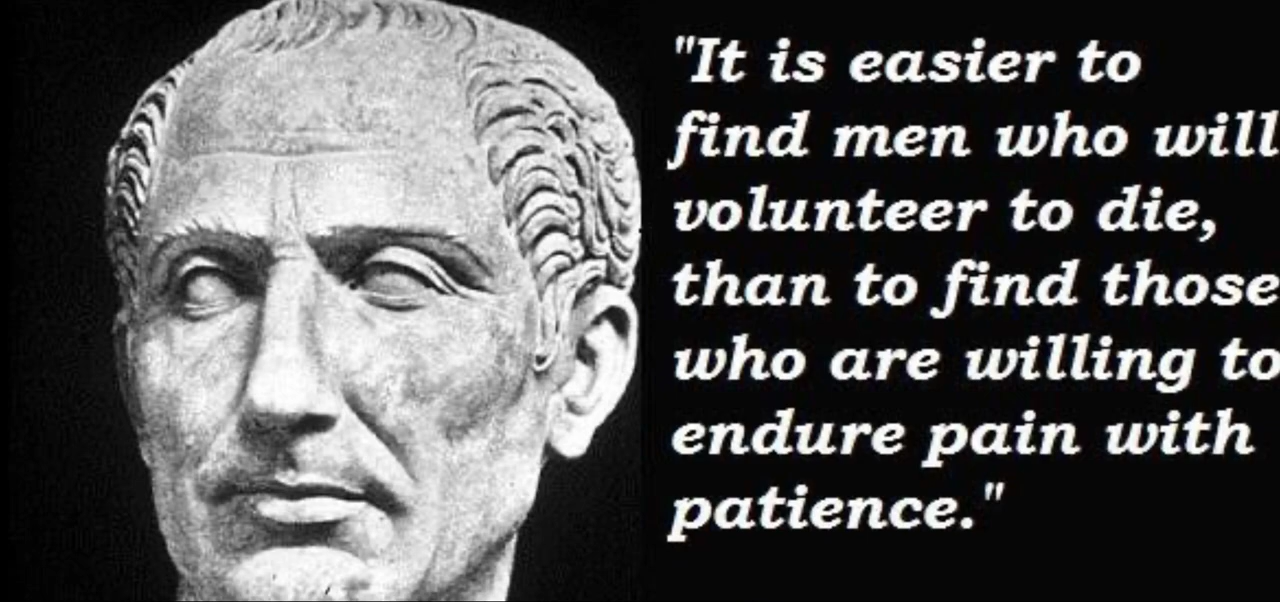 "It is easier to
find men who will
volunteer to die,
than to find those
who are willing to
endure pain with
patience."